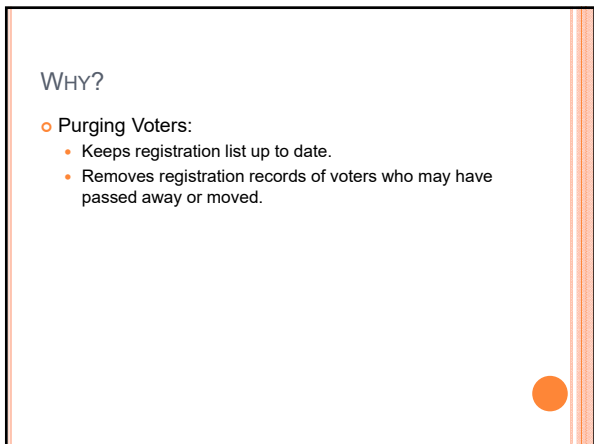 WHY?
Purging Voters:
Keeps registration list up to date.
Removes registration records of voters who may have
passed away or moved.